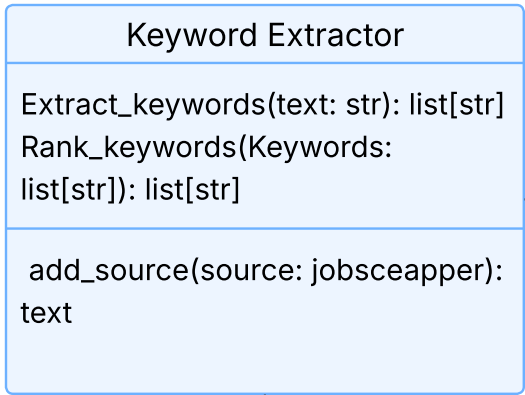 Keyword Extractor
Extract_keywords(text: str): list[str]
Rank_keywords(Keywords:
list[str]): list[str]
add_source(source: jobsceapper):
text